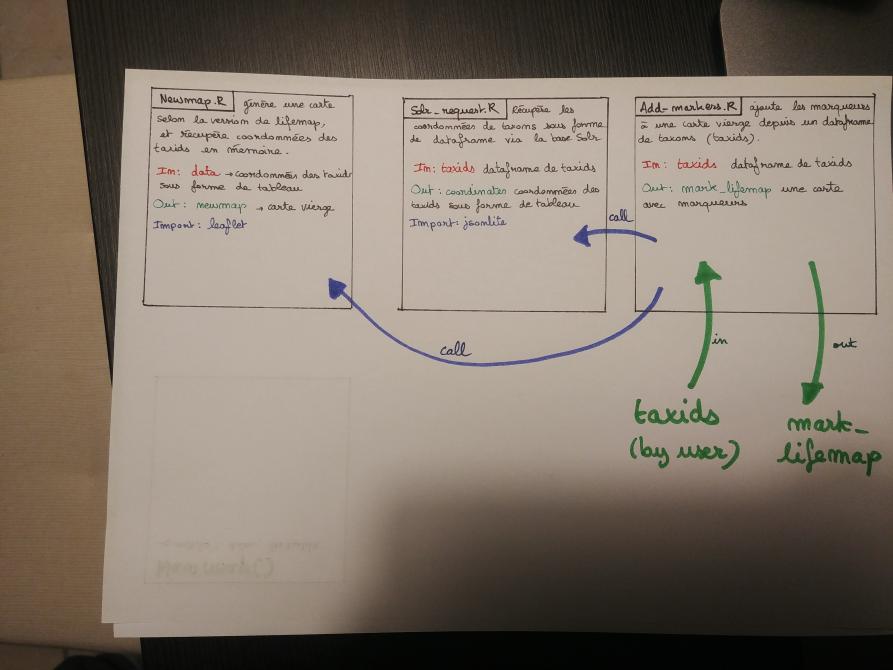 Newmap.R génère une carte
selon la version de lifemap,
et récupère coordonnées des
taxids en mémoire.
In: data → coordonnées des taxids
sous forme de tableau
Out: newmap → carte vierge
Import: leaflet
Solr_request.R Récupère les
coordonnées de taxons sous forme
de dataframe via la base Solr
In: taxids dataframe de taxids
Out: coordinates coordonnées des
taxids sous forme de tableau
Import: jsonlite
Add-markers.R ajoute les marqueurs
à une carte vierge depuis un dataframe
de taxons (taxids).
In: taxids dataframe de taxids
Out: mark_lifemap une carte
avec marqueurs
call
call
in
out
taxids
(by user)
mark_
lifemap